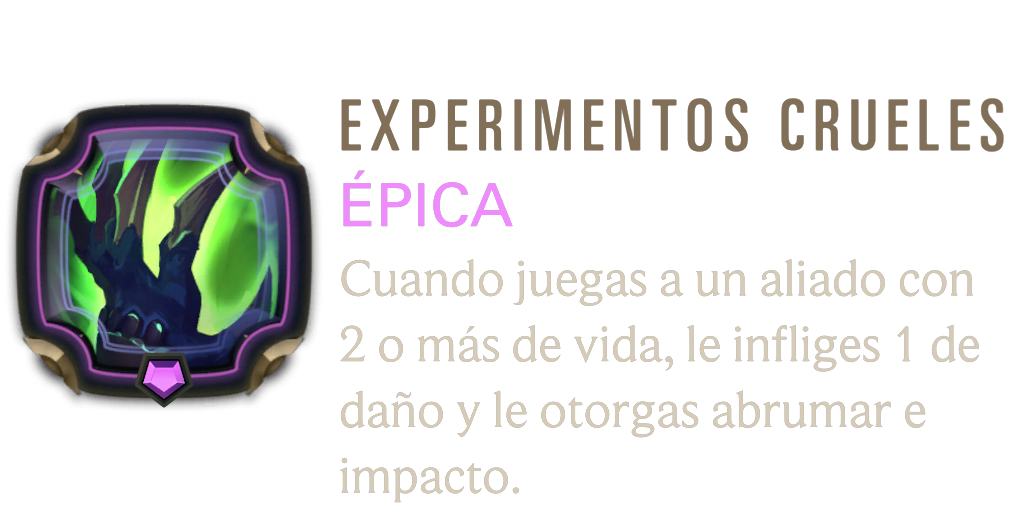 EXPERIMENTOS CRUELES
ÉPICA
Cuando juegas a un aliado con
2 o más de vida, le infliges 1 de
daño y le otorgas abrumar e
impacto.